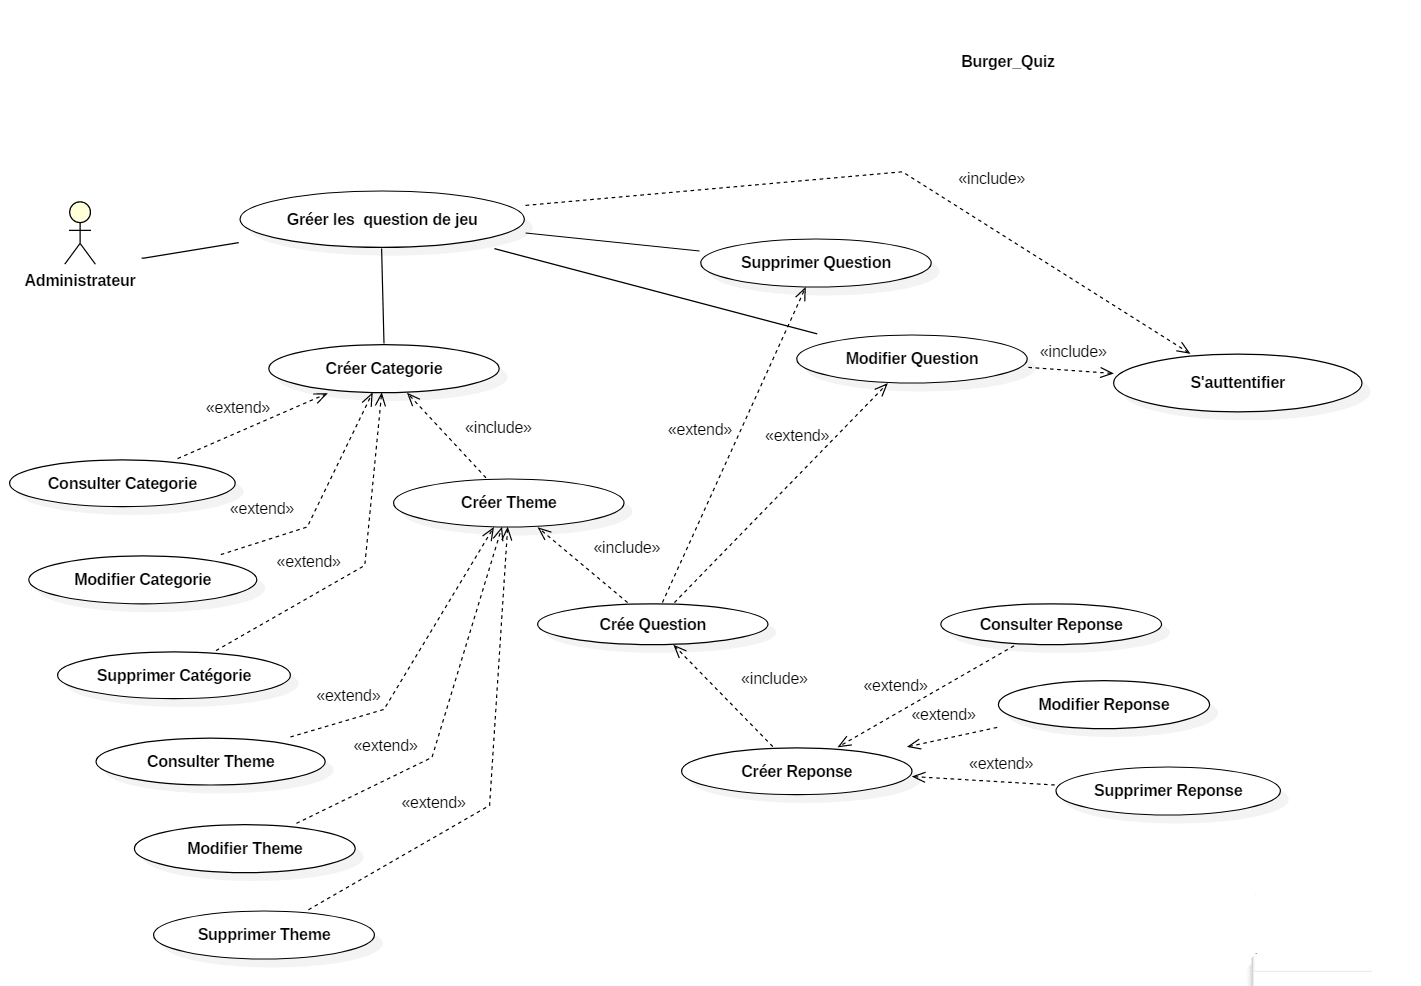 Burger_Quiz
«include»
Gréer les  question de jeu
Supprimer Question
Administrateur
Modifier Question
«include»
Créer Categorie
S'auttentifier
«extend»
«include»
«extend»
«extend»
Consulter Categorie
Créer Theme
«extend»
«include»
«extend»
Modifier Categorie
Crée Question
Consulter Reponse
Supprimer Catégorie
«include»
«extend»
«extend»
Modifier Reponse
«extend»
«extend»
Consulter Theme
Créer Reponse
«extend»
Supprimer Reponse
«extend»
Modifier Theme
Supprimer Theme